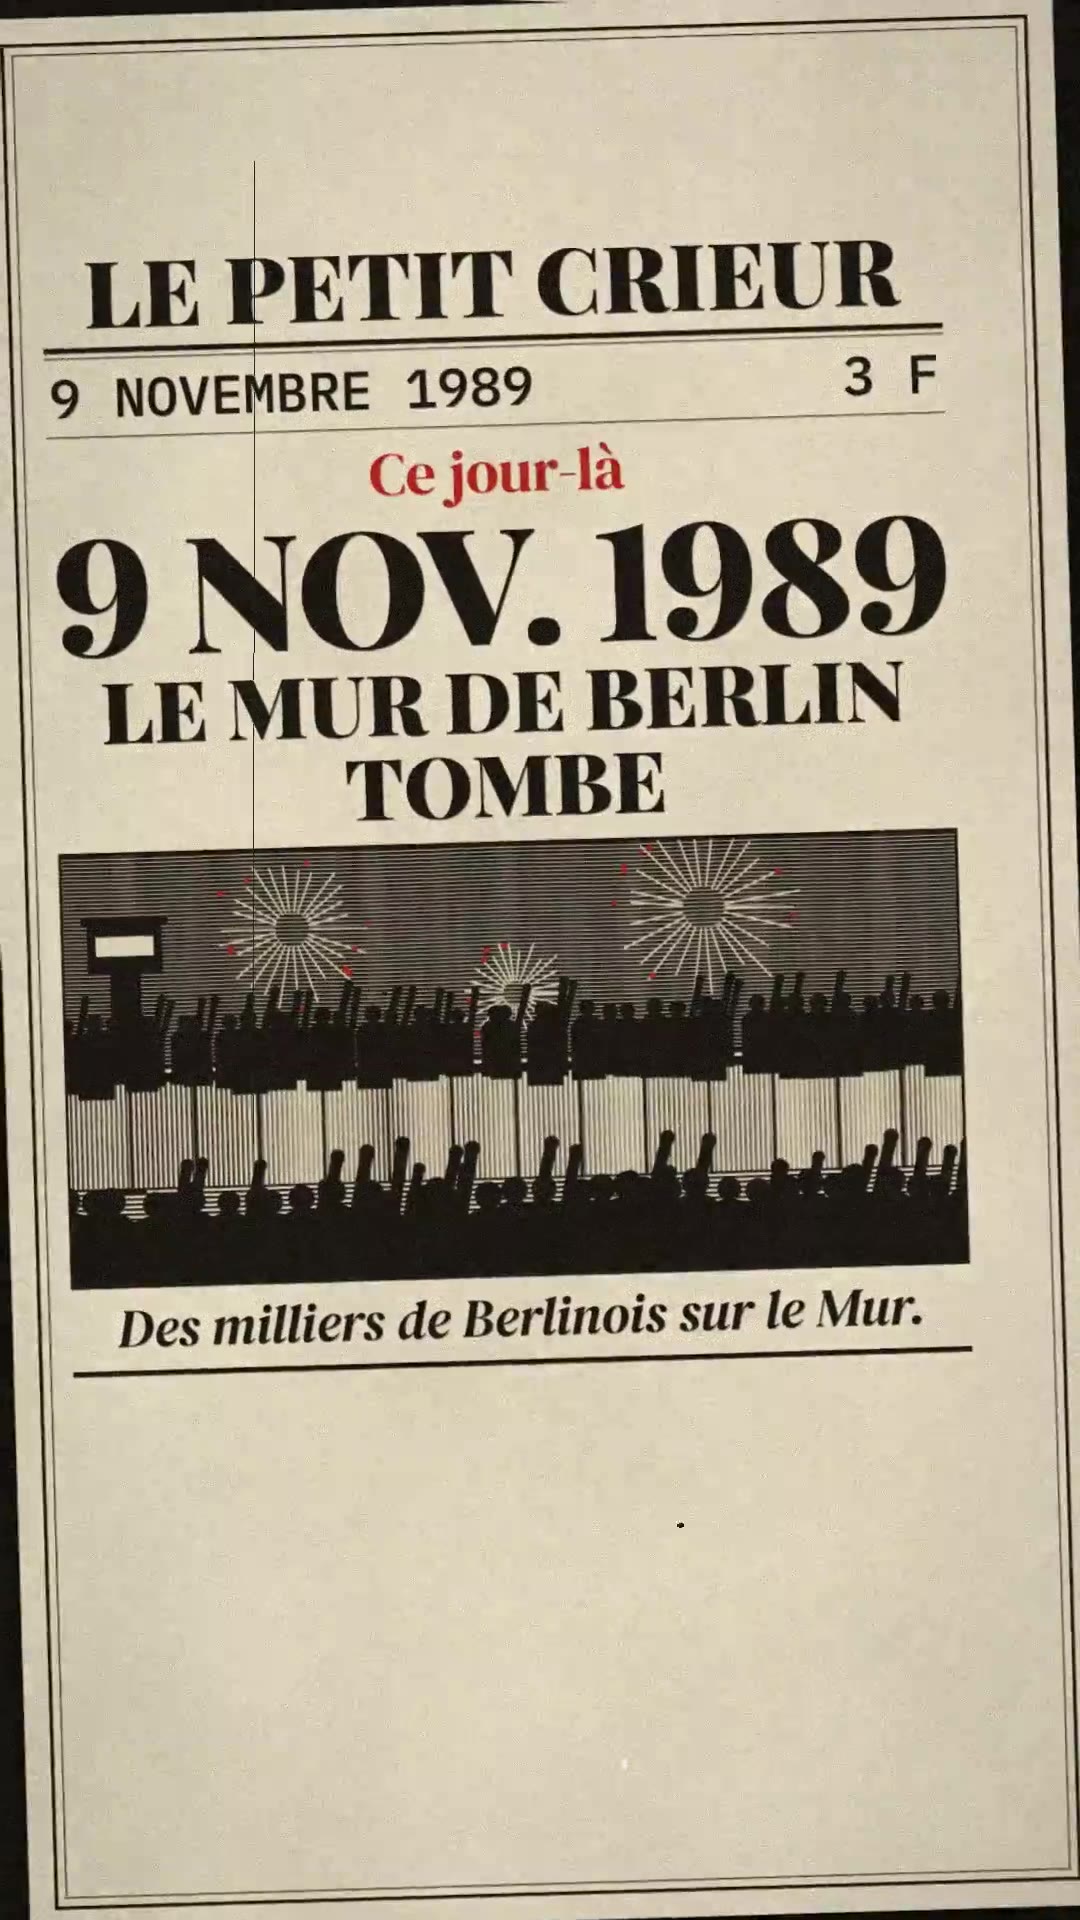 LE PETIT CRIEUR
9 NOVEMBRE 1989 3 F
Ce jour-là
9 NOV. 1989
LE MUR DE BERLIN
TOMBE
Des milliers de Berlinois sur le Mur.